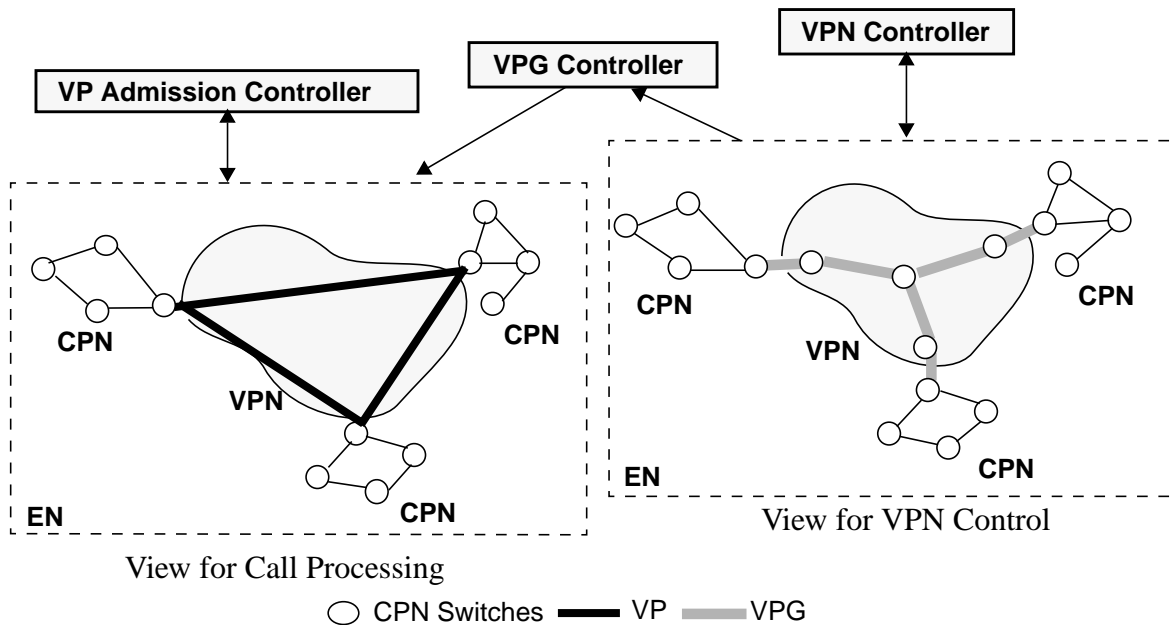 VPN Controller
VPG Controller
VP Admission Controller
CPN
CPN
VPN
CPN
EN
View for Call Processing
CPN
CPN
VPN
CPN
EN
View for VPN Control
CPN Switches VP VPG